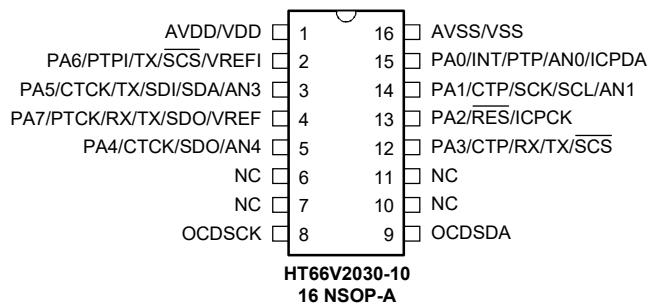 AVDD/VDD 1 16 AVSS/VSS
PA6/PTPI/TX/SCS/VREFI 2 15 PA0/INT/PTP/AN0/ICPDA
PA5/CTCK/TX/SDI/SDA/AN3 3 14 PA1/CTP/SCK/SCL/AN1
PA7/PTCK/RX/TX/SDO/VREF 4 13 PA2/RES/ICPCK
PA4/CTCK/SDO/AN4 5 12 PA3/CTP/RX/TX/SCS
NC 6 11 NC
NC 7 10 NC
OCDSCK 8 9 OCDSDA
HT66V2030-10
16 NSOP-A